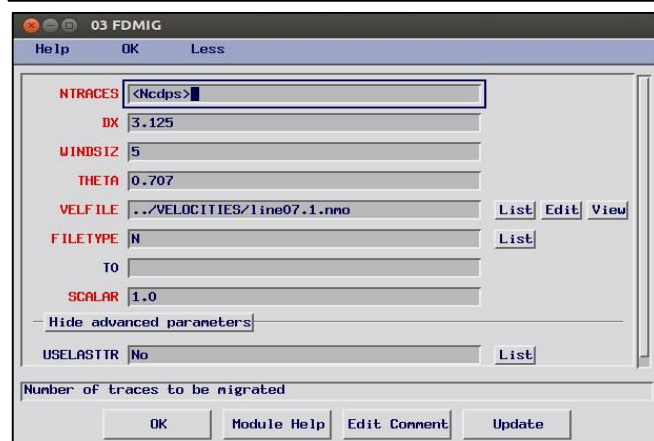 03 FDMIG
Help OK Less
NTRACES <Ncdps>
DX 3.125
WINDSIZ 5
THETA 0.707
VELFILE ../VELOCITIES/line07.1.nmo List Edit View
FILETYPE N List
TO
SCALAR 1.0
Hide advanced parameters
USELASTTR No List
Number of traces to be migrated
OK Module Help Edit Comment Update